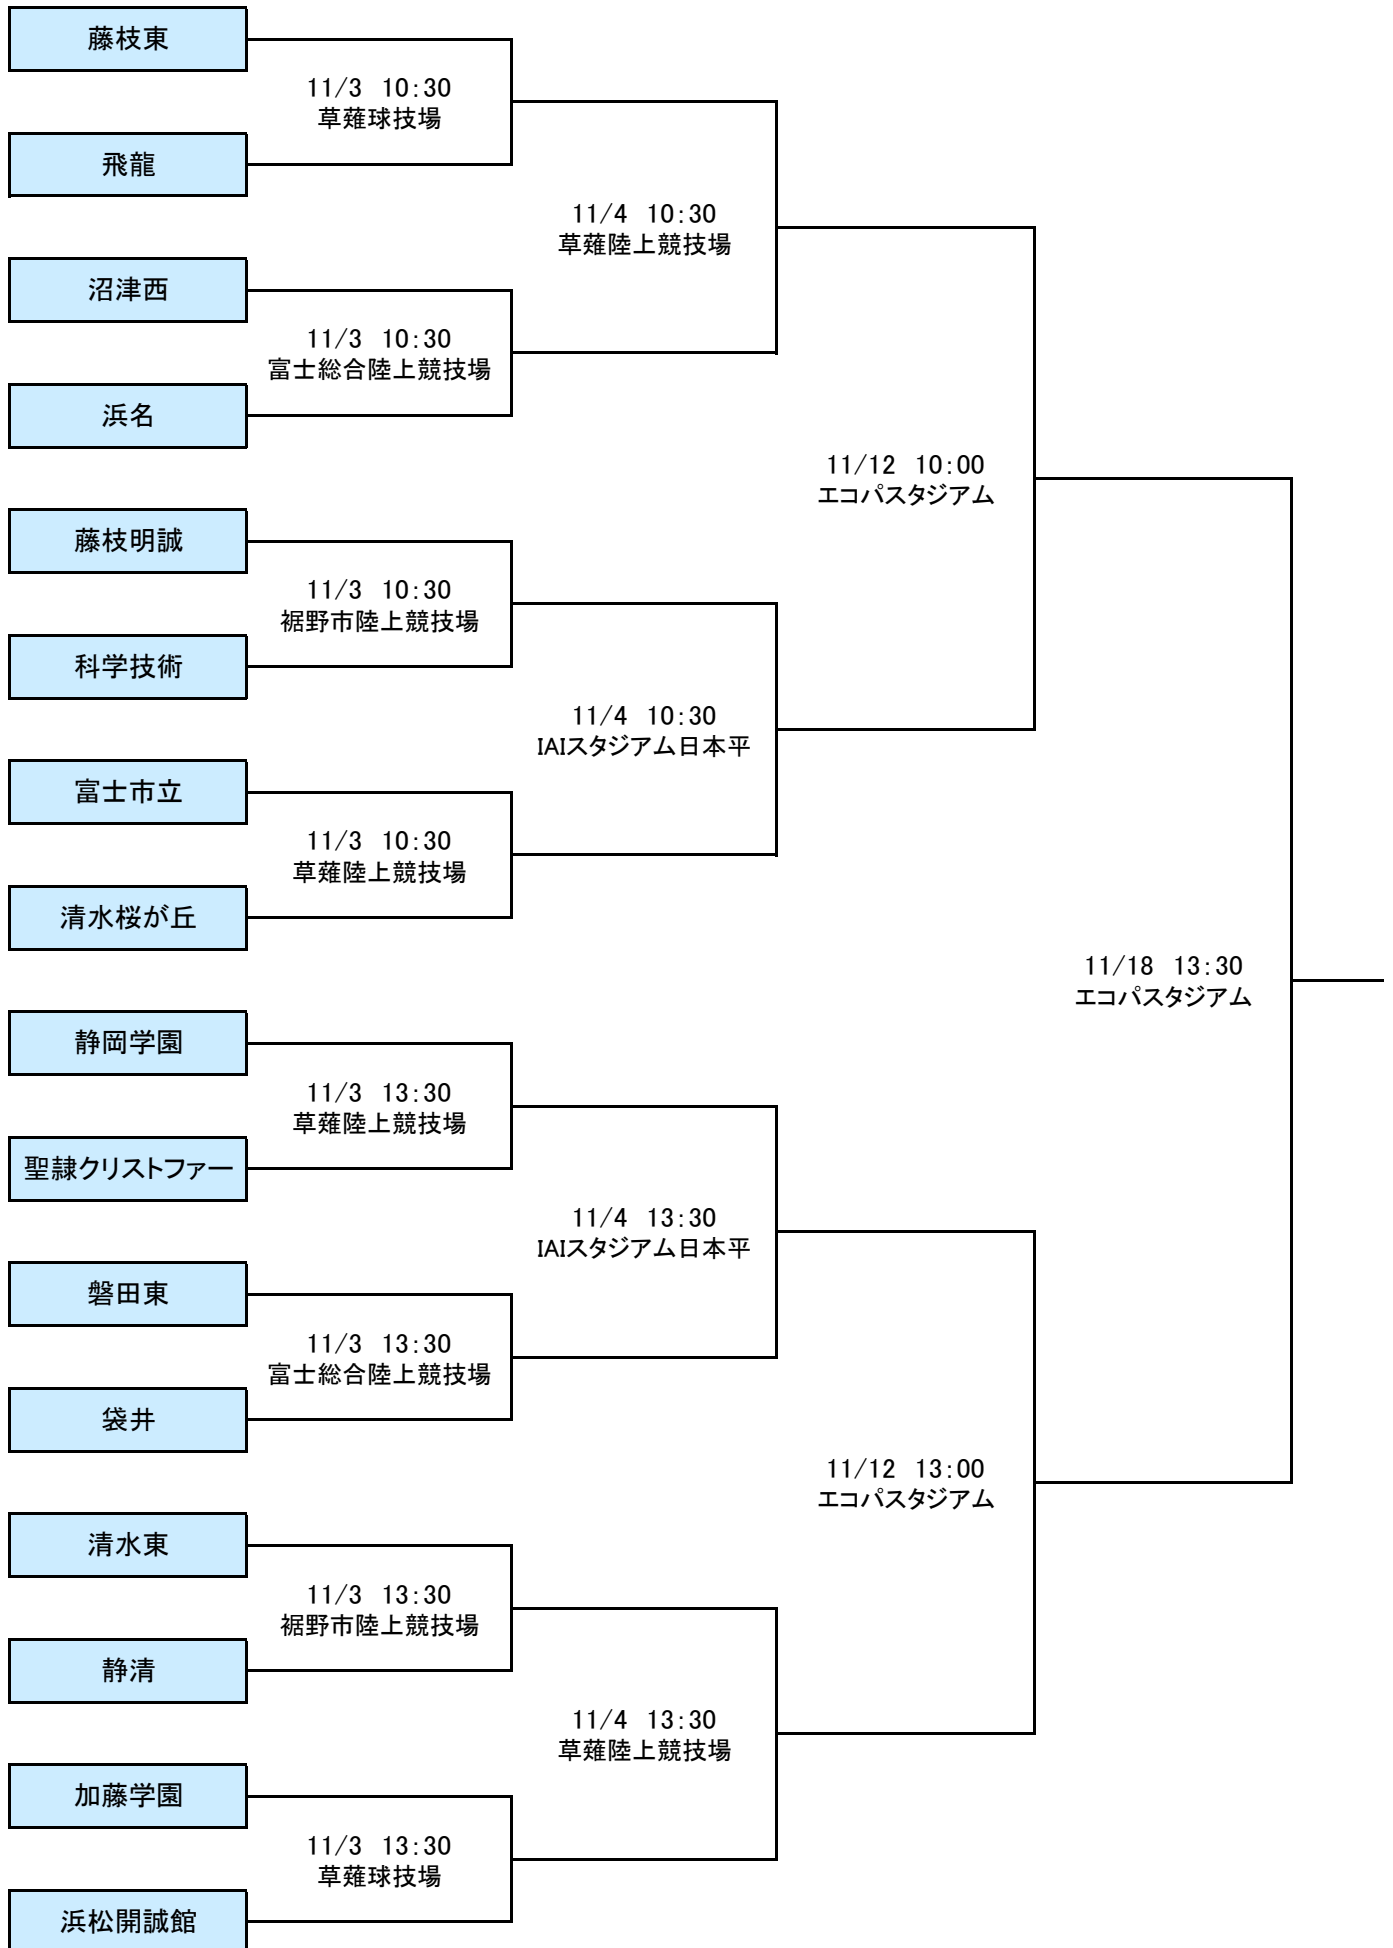 藤枝東
11/3 10:30
草薙球技場
飛龍
11/4 10:30
草薙陸上競技場
沼津西
11/3 10:30
富士総合陸上競技場
浜名
11/12 10:00
エコパスタジアム
藤枝明誠
11/3 10:30
裾野市陸上競技場
科学技術
11/4 10:30
IAIスタジアム日本平
富士市立
11/3 10:30
草薙陸上競技場
清水桜が丘
11/18 13:30
エコパスタジアム
静岡学園
11/3 13:30
草薙陸上競技場
聖隷クリストファー
11/4 13:30
IAIスタジアム日本平
磐田東
11/3 13:30
富士総合陸上競技場
袋井
11/12 13:00
エコパスタジアム
清水東
11/3 13:30
裾野市陸上競技場
静清
11/4 13:30
草薙陸上競技場
加藤学園
11/3 13:30
草薙球技場
浜松開誠館